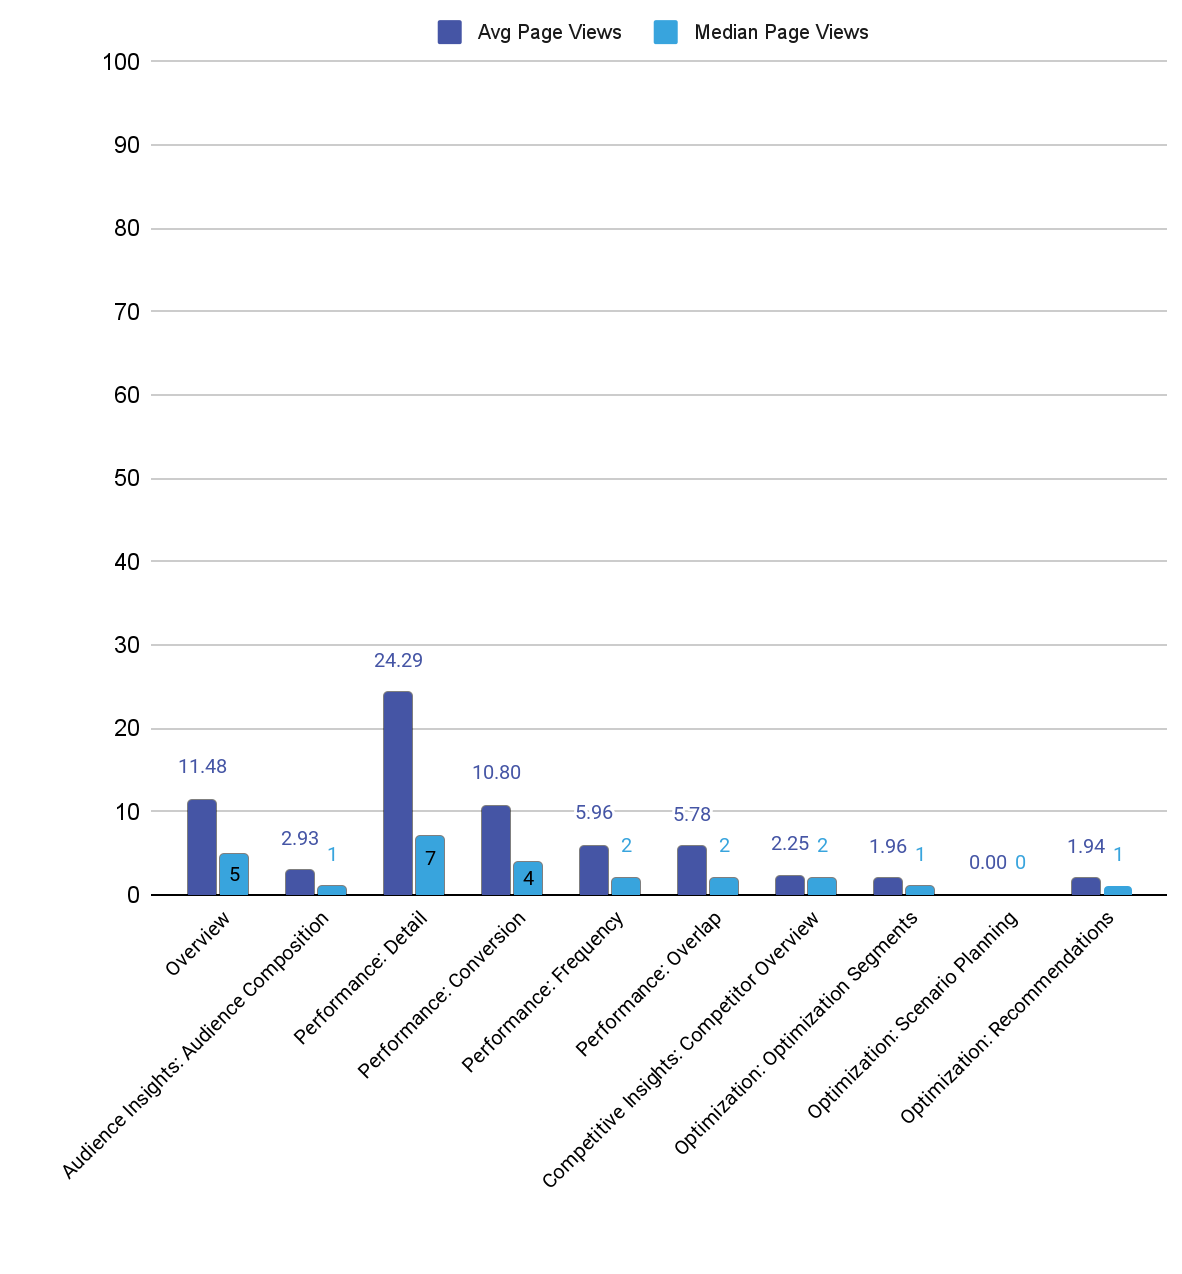 Avg Page Views
Median Page Views
100
90
80
70
60
50
40
30
20
10
0
11.48
5
2.93
1
24.29
7
10.80
4
5.96
2
5.78
2
2.25
2
1.96
1
0.00
0
1.94
1
Overview
Audience Insights: Audience Composition
Performance: Detail
Performance: Conversion
Performance: Frequency
Performance: Overlap
Competitive Insights: Competitor Overview
Optimization: Optimization Segments
Optimization: Scenario Planning
Optimization: Recommendations